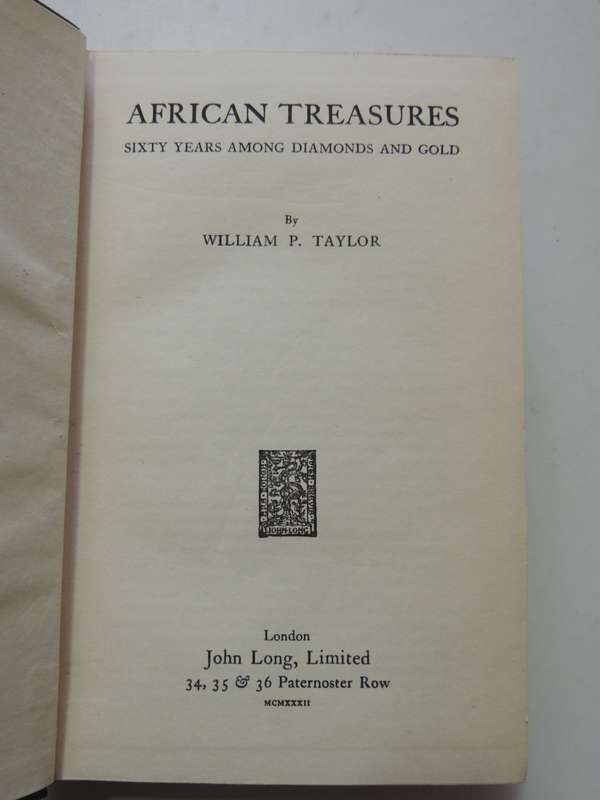 AFRICAN TREASURES
SIXTY YEARS AMONG DIAMONDS AND GOLD
By
WILLIAM P. TAYLOR
JOHN·LONG
London
John Long, Limited
34, 35 & 36 Paternoster Row
MCMXXXII